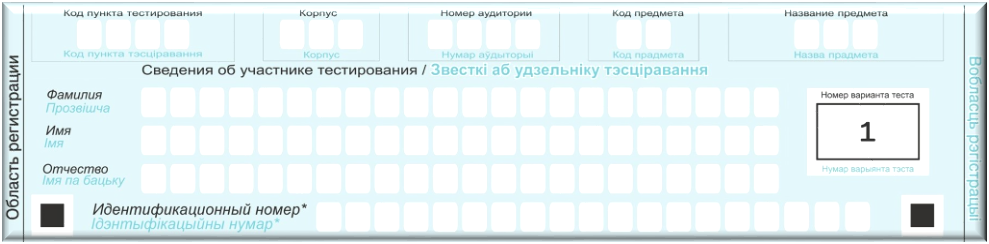 Код пункта тестирования Корпус Номер аудитории Код предмета Название предмета
Код пункта тэсціравання Корпус Нумар аўдыторыі Код прадмета Назва прадмета
Область регистрации
Сведения об участнике тестирования / Звесткі аб удзельніку тэсціравання
Фамилия
Прозвішча
Имя
Імя
Отчество
Імя па бацьку
Идентификационный номер*
Ідэнтыфікацыйны нумар*
Номер варианта теста
1
Нумар варыянта тэста
Вобласць рэгістрацыі